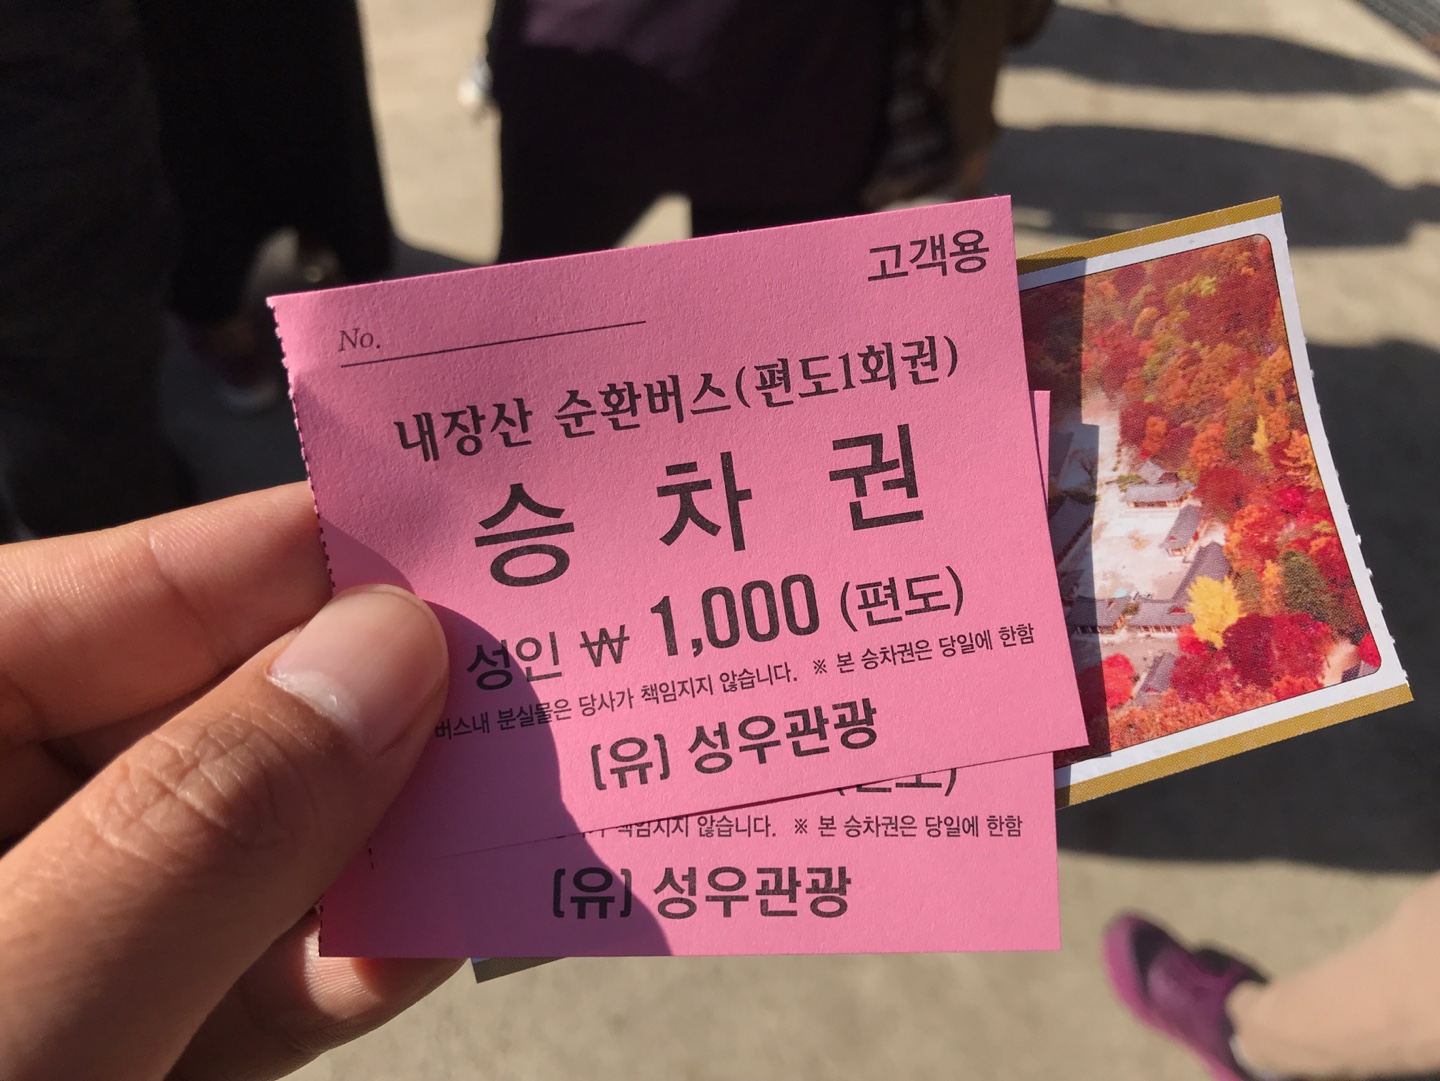 고객용
No.
내장산 순환버스(편도1회권)
승 차 권
성인 ₩ 1,000 (편도)
버스내 분실물은 당사가 책임지지 않습니다. ※ 본 승차권은 당일에 한함
(유) 성우관광
(편도)
책임지지 않습니다. ※ 본 승차권은 당일에 한함
(유) 성우관광